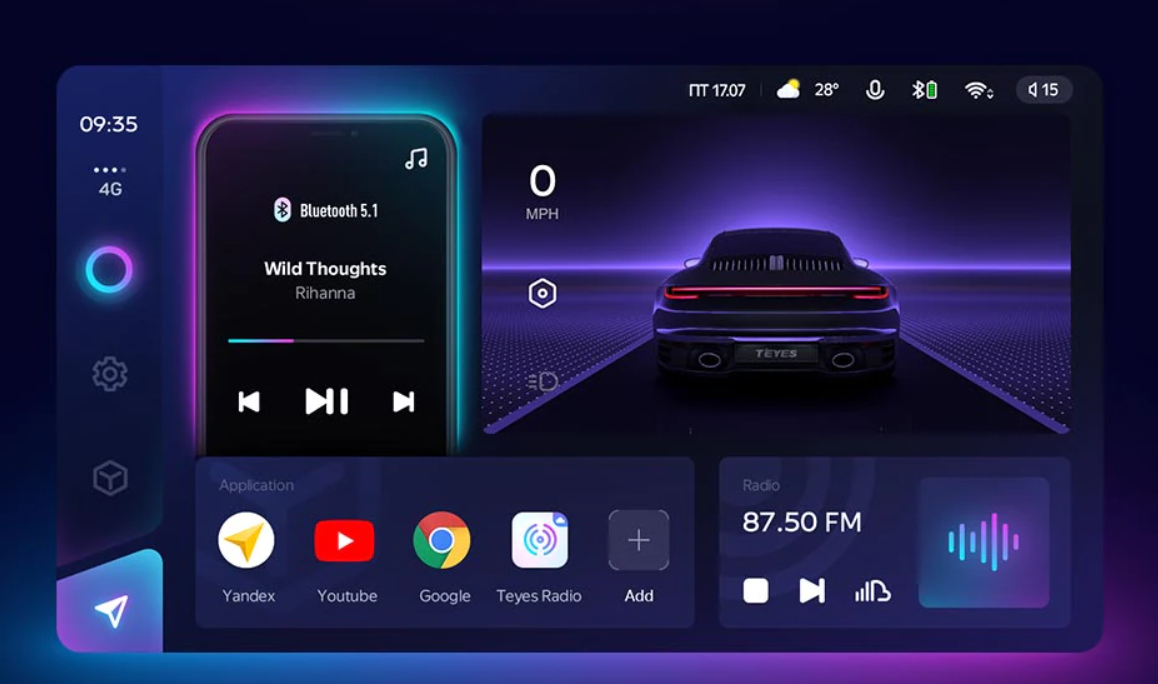 ПТ 17.07
28°
15
09:35
4G
Bluetooth 5.1
Wild Thoughts
Rihanna
0
MPH
TEYES
Application
Yandex
Youtube
Google
Teyes Radio
Add
Radio
87.50 FM